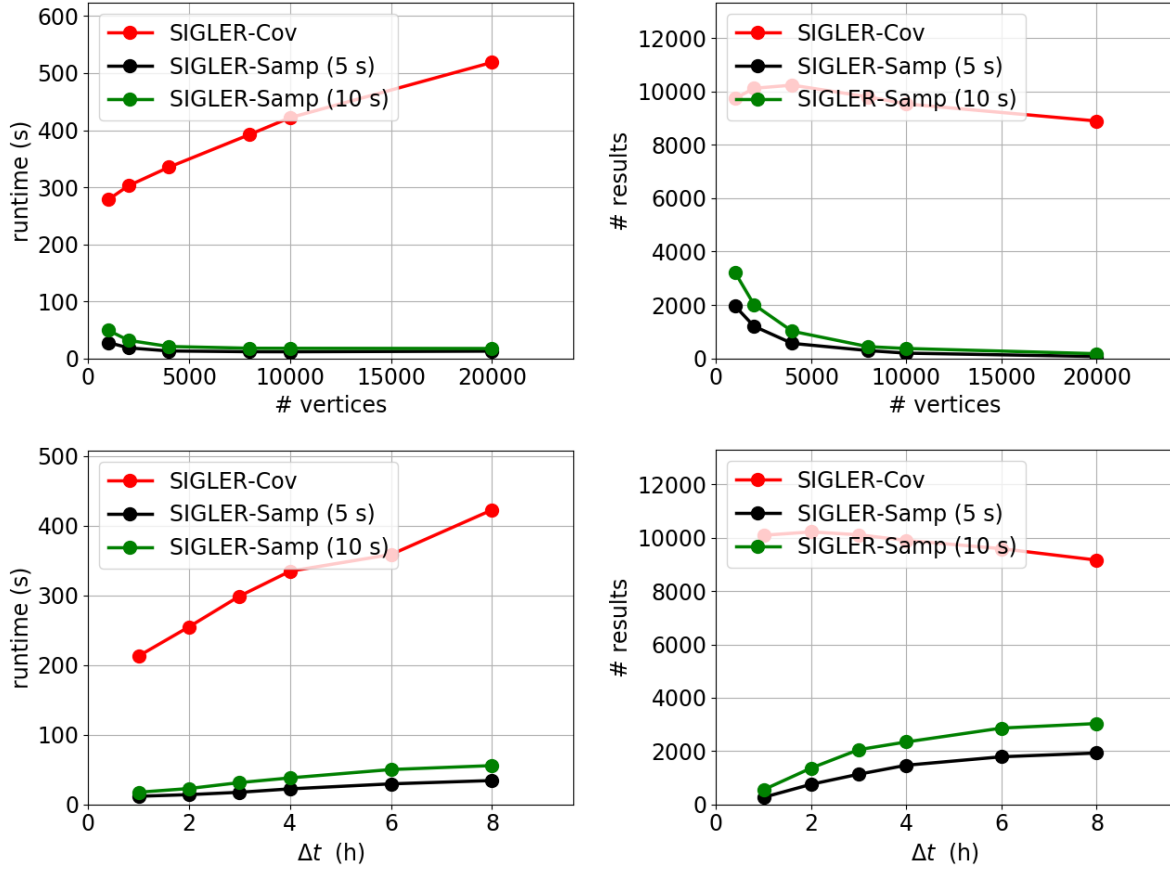 600
500
400
300
200
100
0
runtime (s)
SIGLER-Cov
SIGLER-Samp (5 s)
SIGLER-Samp (10 s)
0 5000 10000 15000 20000
# vertices
12000
10000
8000
6000
4000
2000
0
# results
SIGLER-Cov
SIGLER-Samp (5 s)
SIGLER-Samp (10 s)
0 5000 10000 15000 20000
# vertices
500
400
300
200
100
0
runtime (s)
SIGLER-Cov
SIGLER-Samp (5 s)
SIGLER-Samp (10 s)
0 2 4 6 8
Δt (h)
12000
10000
8000
6000
4000
2000
0
# results
SIGLER-Cov
SIGLER-Samp (5 s)
SIGLER-Samp (10 s)
0 2 4 6 8
Δt (h)